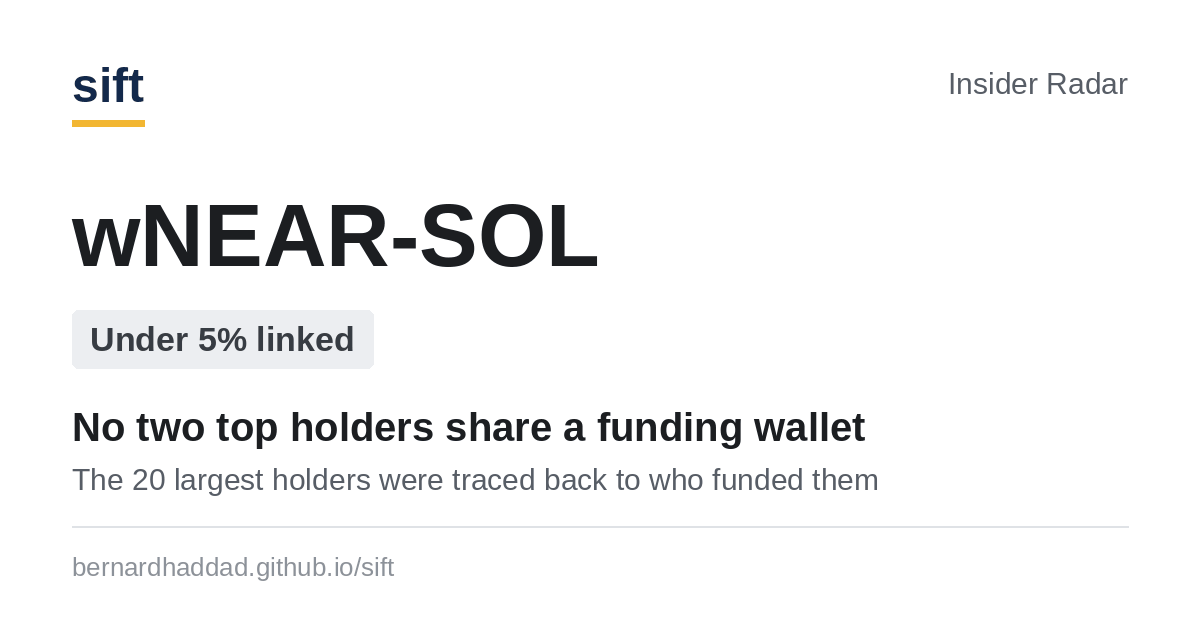 sift
Insider Radar
wNEAR-SOL
Under 5% linked
No two top holders share a funding wallet
The 20 largest holders were traced back to who funded them
bernardhaddad.github.io/sift